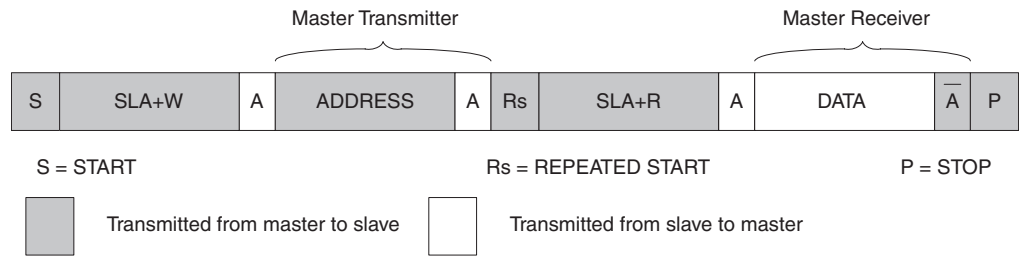 Master Transmitter Master Receiver
S SLA+W A ADDRESS A Rs SLA+R A DATA A̅ P
S = START Rs = REPEATED START P = STOP
Transmitted from master to slave Transmitted from slave to master